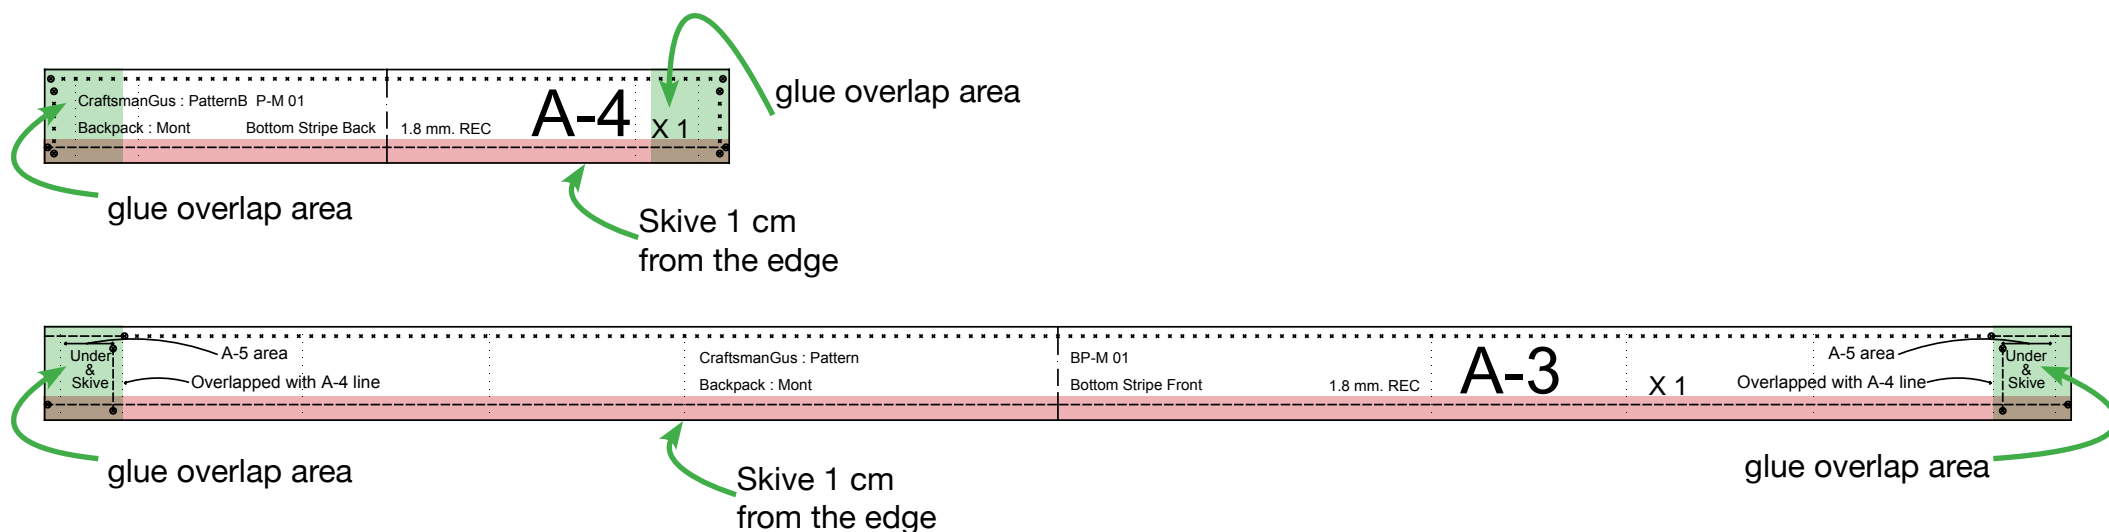 glue overlap area
CraftsmanGus : PatternB P-M 01
Backpack : Mont Bottom Stripe Back 1.8 mm. REC A-4 X 1
glue overlap area
Skive 1 cm
from the edge
Under
&
Skive
A-5 area
Overlapped with A-4 line
CraftsmanGus : Pattern BP-M 01
Backpack : Mont Bottom Stripe Front 1.8 mm. REC A-3 X 1
A-5 area
Overlapped with A-4 line
Under
&
Skive
glue overlap area
Skive 1 cm
from the edge
glue overlap area